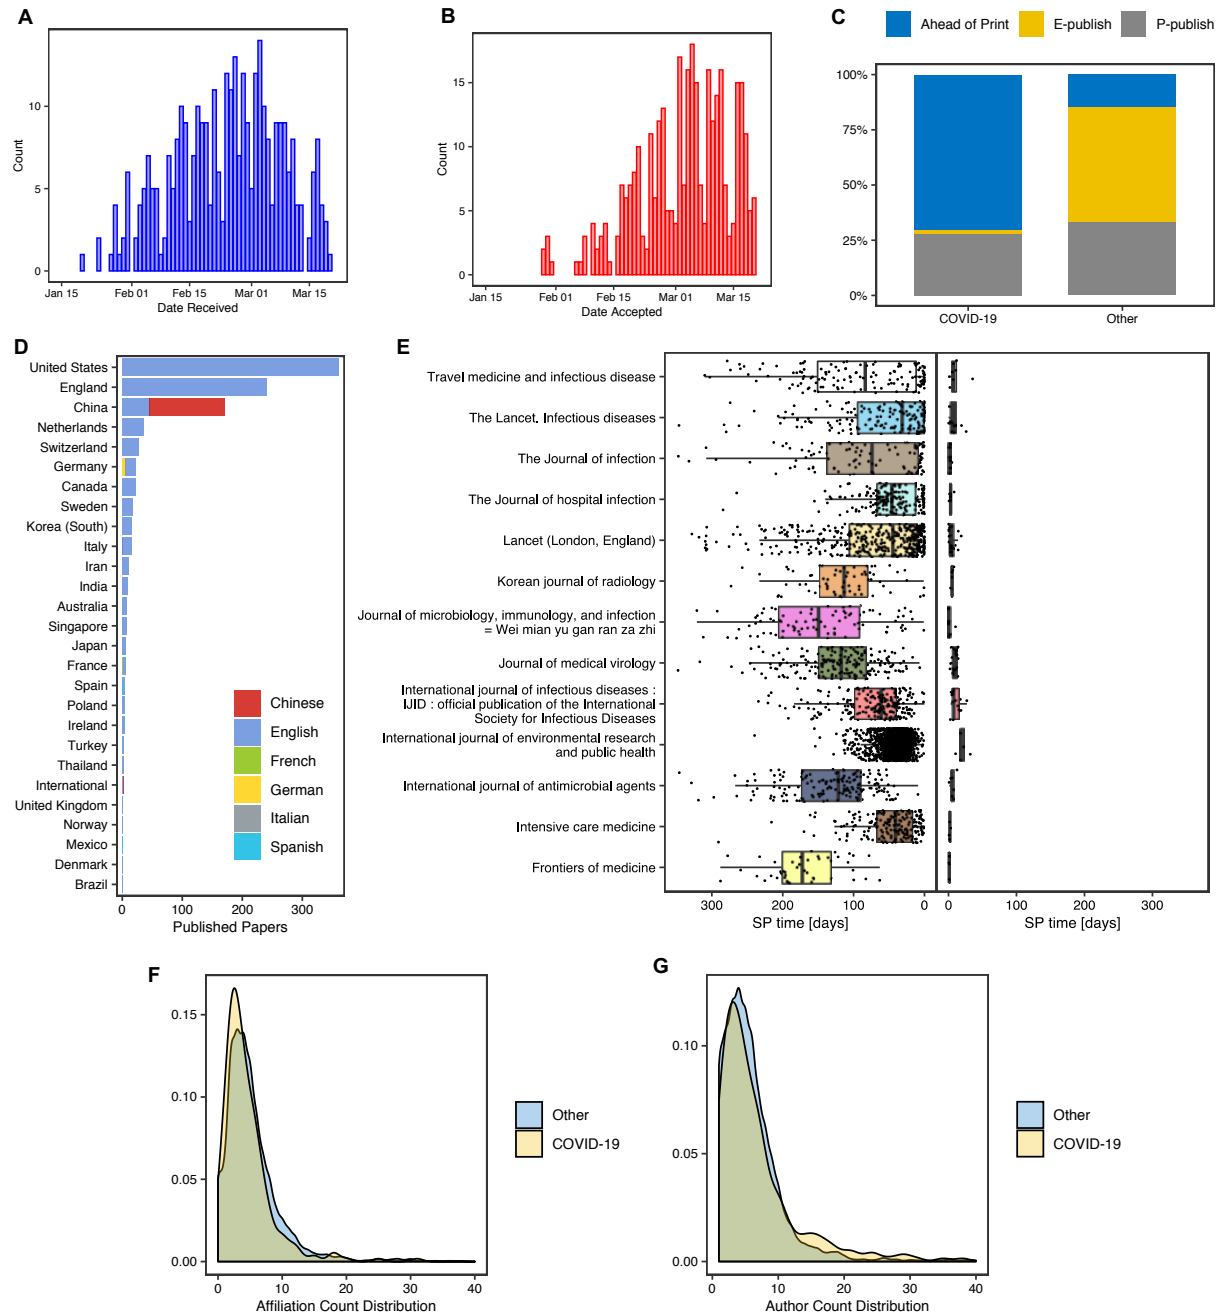 A
Count
0
5
10
Jan 15
Feb 01
Feb 15
Mar 01
Mar 15
Date Received
B
Count
0
5
10
15
Jan 15
Feb 01
Feb 15
Mar 01
Mar 15
Date Accepted
C
Ahead of Print
E-publish
P-publish
100%
75%
50%
25%
0%
COVID-19
Other
D
United States
England
China
Netherlands
Switzerland
Germany
Canada
Sweden
Korea (South)
Italy
Iran
India
Australia
Singapore
Japan
France
Spain
Poland
Ireland
Turkey
Thailand
International
United Kingdom
Norway
Mexico
Denmark
Brazil
0
100
200
300
Published Papers
Chinese
English
French
German
Italian
Spanish
E
Travel medicine and infectious disease
The Lancet. Infectious diseases
The Journal of infection
The Journal of hospital infection
Lancet (London, England)
Korean journal of radiology
Journal of microbiology, immunology, and infection
= Wei mian yu gan ran za zhi
Journal of medical virology
International journal of infectious diseases :
IJID : official publication of the International
Society for Infectious Diseases
International journal of environmental research
and public health
International journal of antimicrobial agents
Intensive care medicine
Frontiers of medicine
300
200
100
0
SP time [days]
0
100
200
300
SP time [days]
F
0.15
0.10
0.05
0.00
0
10
20
30
40
Affiliation Count Distribution
Other
COVID-19
G
0.10
0.05
0.00
0
10
20
30
40
Author Count Distribution
Other
COVID-19